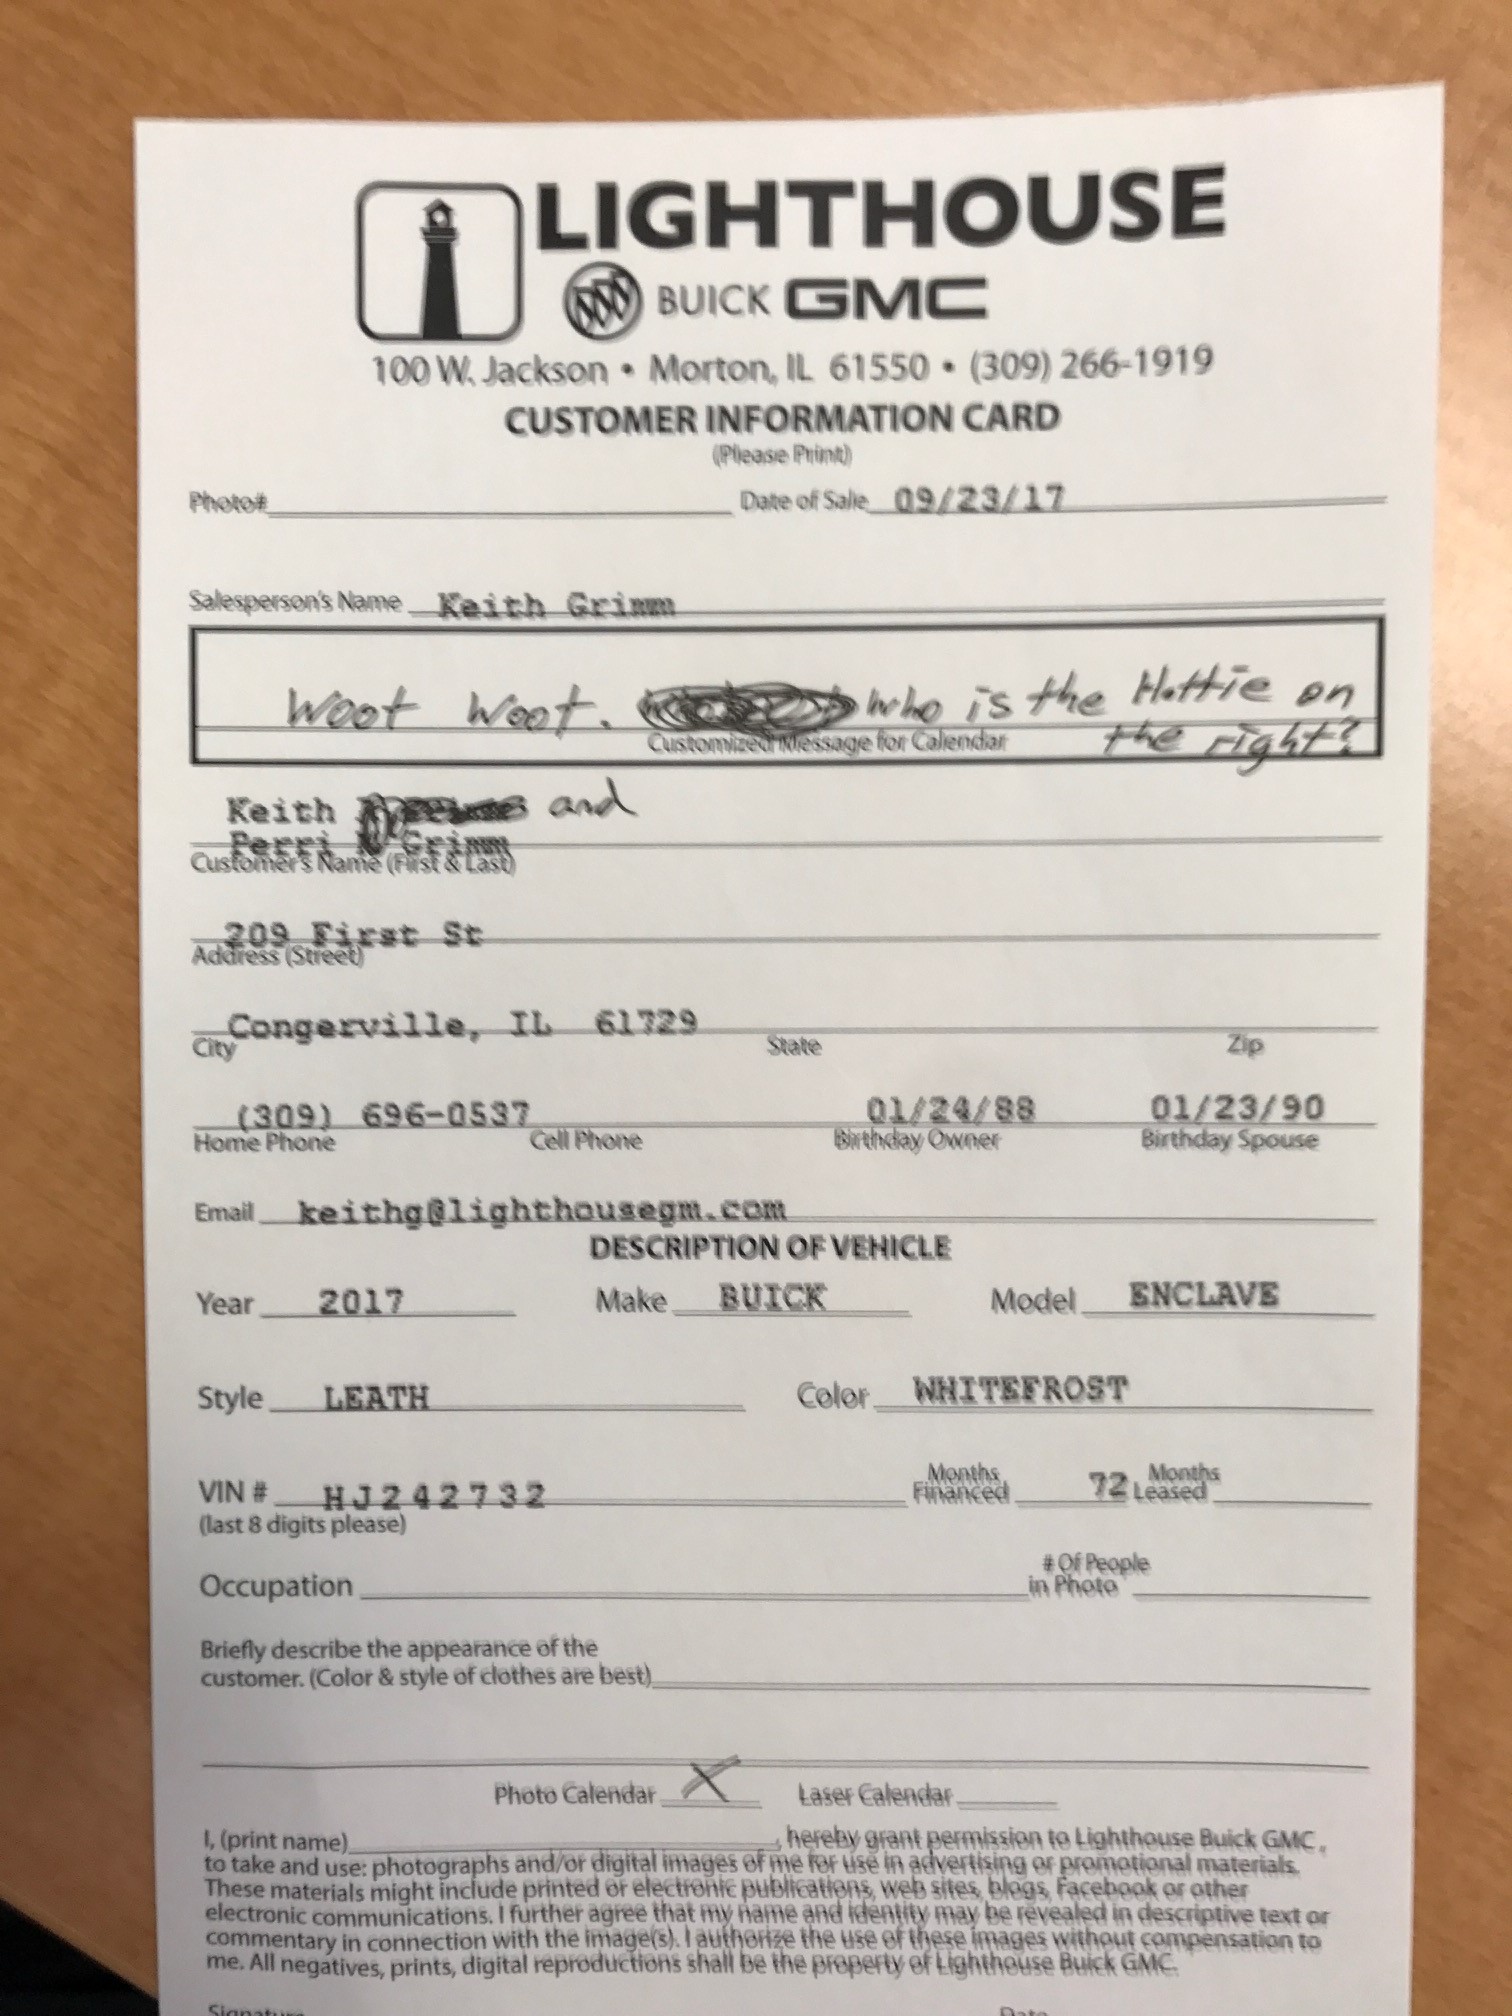 LIGHTHOUSE
BUICK GMC
100 W. Jackson • Morton, IL 61550 • (309) 266-1919
CUSTOMER INFORMATION CARD
(Please Print)
Photo# Date of Sale 09/23/17
Salesperson's Name Keith Grimm
Woot Woot. who is the Hottie on
the right?
Customized Message for Calendar
Keith and
Perri N Grimm
Customer's Name (First & Last)
209 First St
Address (Street)
Congerville, IL 61729
City State Zip
(309) 696-0537 01/24/88 01/23/90
Home Phone Cell Phone Birthday Owner Birthday Spouse
Email keithg@lighthousegm.com
DESCRIPTION OF VEHICLE
Year 2017 Make BUICK Model ENCLAVE
Style LEATH Color WHITEFROST
VIN # HJ242732 Months Financed 72 Months Leased
(last 8 digits please)
Occupation # Of People in Photo
Briefly describe the appearance of the
customer. (Color & style of clothes are best)
Photo Calendar X Laser Calendar
I, (print name) , hereby grant permission to Lighthouse Buick GMC,
to take and use: photographs and/or digital images of me for use in advertising or promotional materials.
These materials might include printed or electronic publications, web sites, blogs, Facebook or other
electronic communications. I further agree that my name and identity may be revealed in descriptive text or
commentary in connection with the image(s). I authorize the use of these images without compensation to
me. All negatives, prints, digital reproductions shall be the property of Lighthouse Buick GMC.
Signature Date